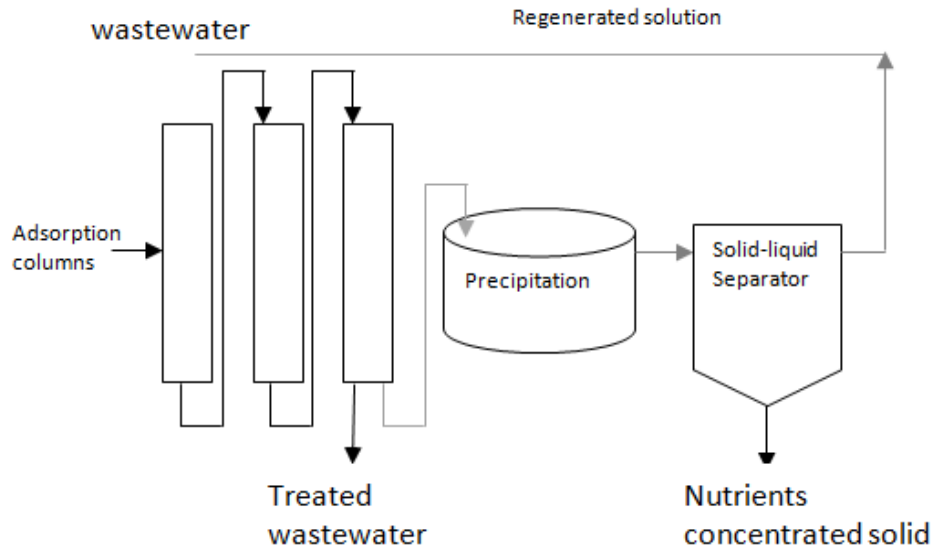 wastewater
Regenerated solution
Adsorption
columns
Precipitation
Solid-liquid
Separator
Treated
wastewater
Nutrients
concentrated solid